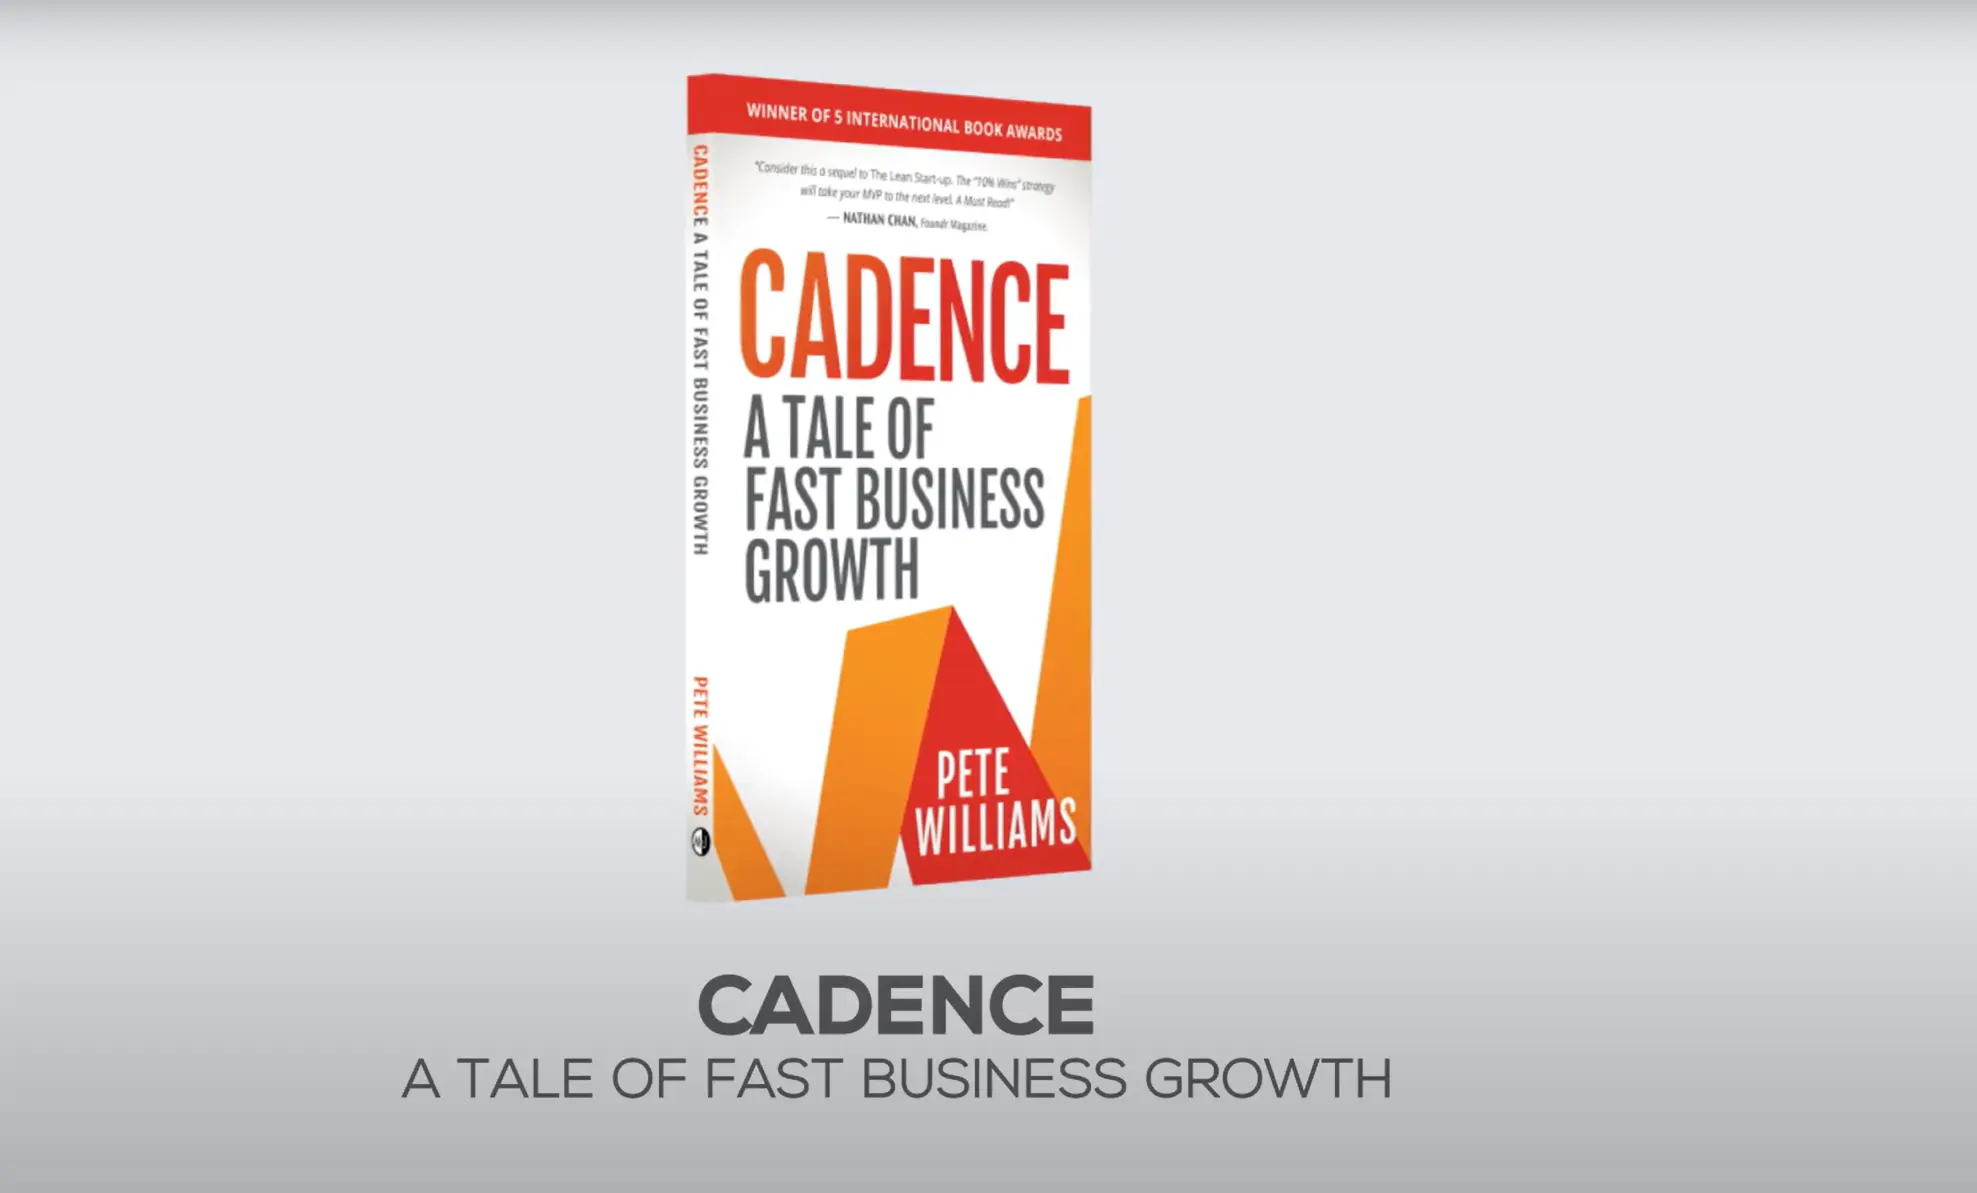 WINNER OF 5 INTERNATIONAL BOOK AWARDS
"Consider this a sequel to The Lean Start-up. The "10% Wins" strategy
will take your MVP to the next level. A Must Read!"
— NATHAN CHAN, Foundr Magazine.
CADENCE
A TALE OF
FAST BUSINESS
GROWTH
PETE
WILLIAMS
CADENCE A TALE OF FAST BUSINESS GROWTH
PETE WILLIAMS
CADENCE
A TALE OF FAST BUSINESS GROWTH